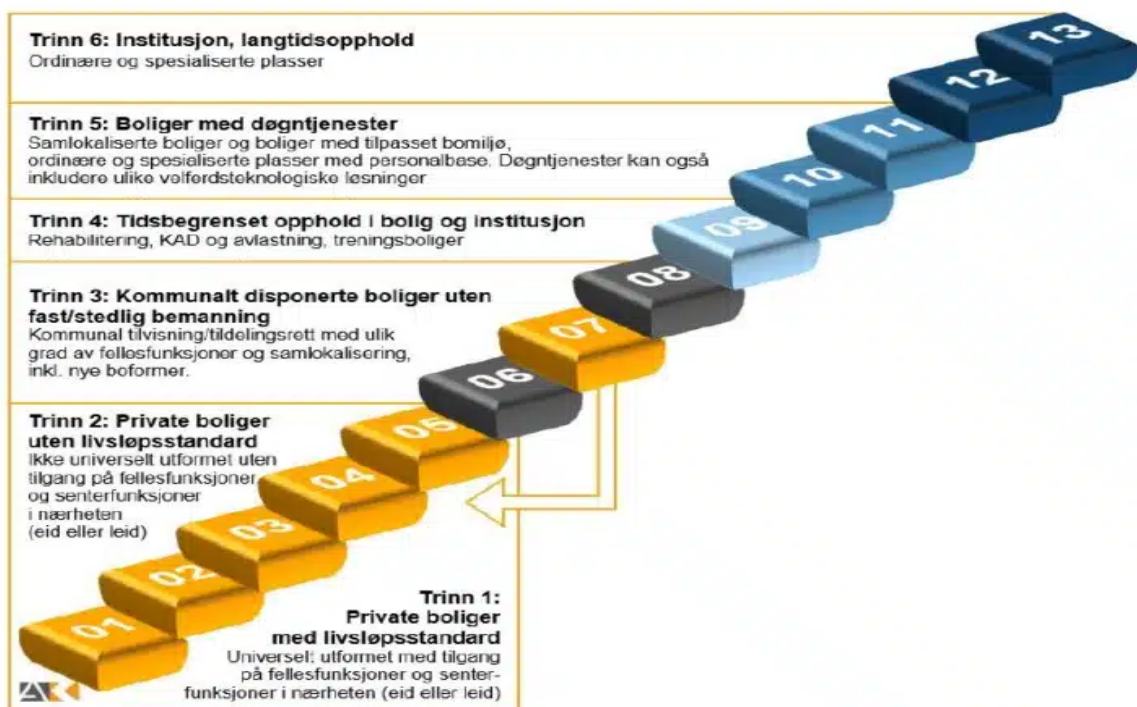 Trinn 6: Institusjon, langtidsopphold
Ordinære og spesialiserte plasser
Trinn 5: Boliger med døgntjenester
Samlokaliserte boliger og boliger med tilpasset bomiljø,
ordinære og spesialiserte plasser med personalbase. Døgntjenester kan også
inkludere ulike velferdsteknologiske løsninger
Trinn 4: Tidsbegrenset opphold i bolig og institusjon
Rehabilitering, KAD og avlastning, treningsboliger
Trinn 3: Kommunalt disponerte boliger uten
fast/stedlig bemanning
Kommunal tilvisning/tildelingsrett med ulik
grad av fellesfunksjoner og samlokalisering,
inkl. nye boformer.
Trinn 2: Private boliger
uten livsløpsstandard
Ikke universelt utformet uten
tilgang på fellesfunksjoner
og senterfunksjoner
i nærheten
(eid eller leid)
Trinn 1:
Private boliger
med livsløpsstandard
Universelt utformet med tilgang
på fellesfunksjoner og senter-
funksjoner i nærheten (eid eller leid)
01
02
03
04
05
06
07
08
09
10
11
12
13